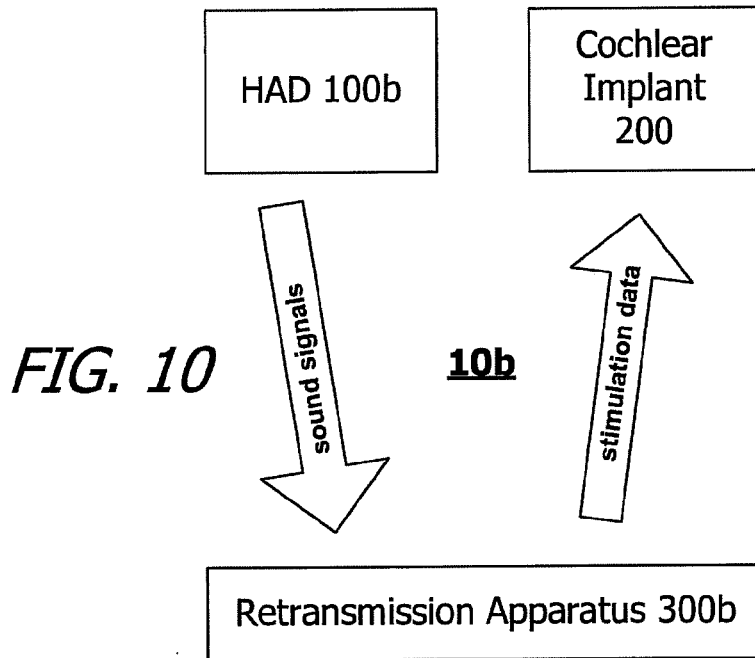 HAD 100b
Cochlear
Implant
200
sound signals
stimulation data
FIG. 10
10b
Retransmission Apparatus 300b